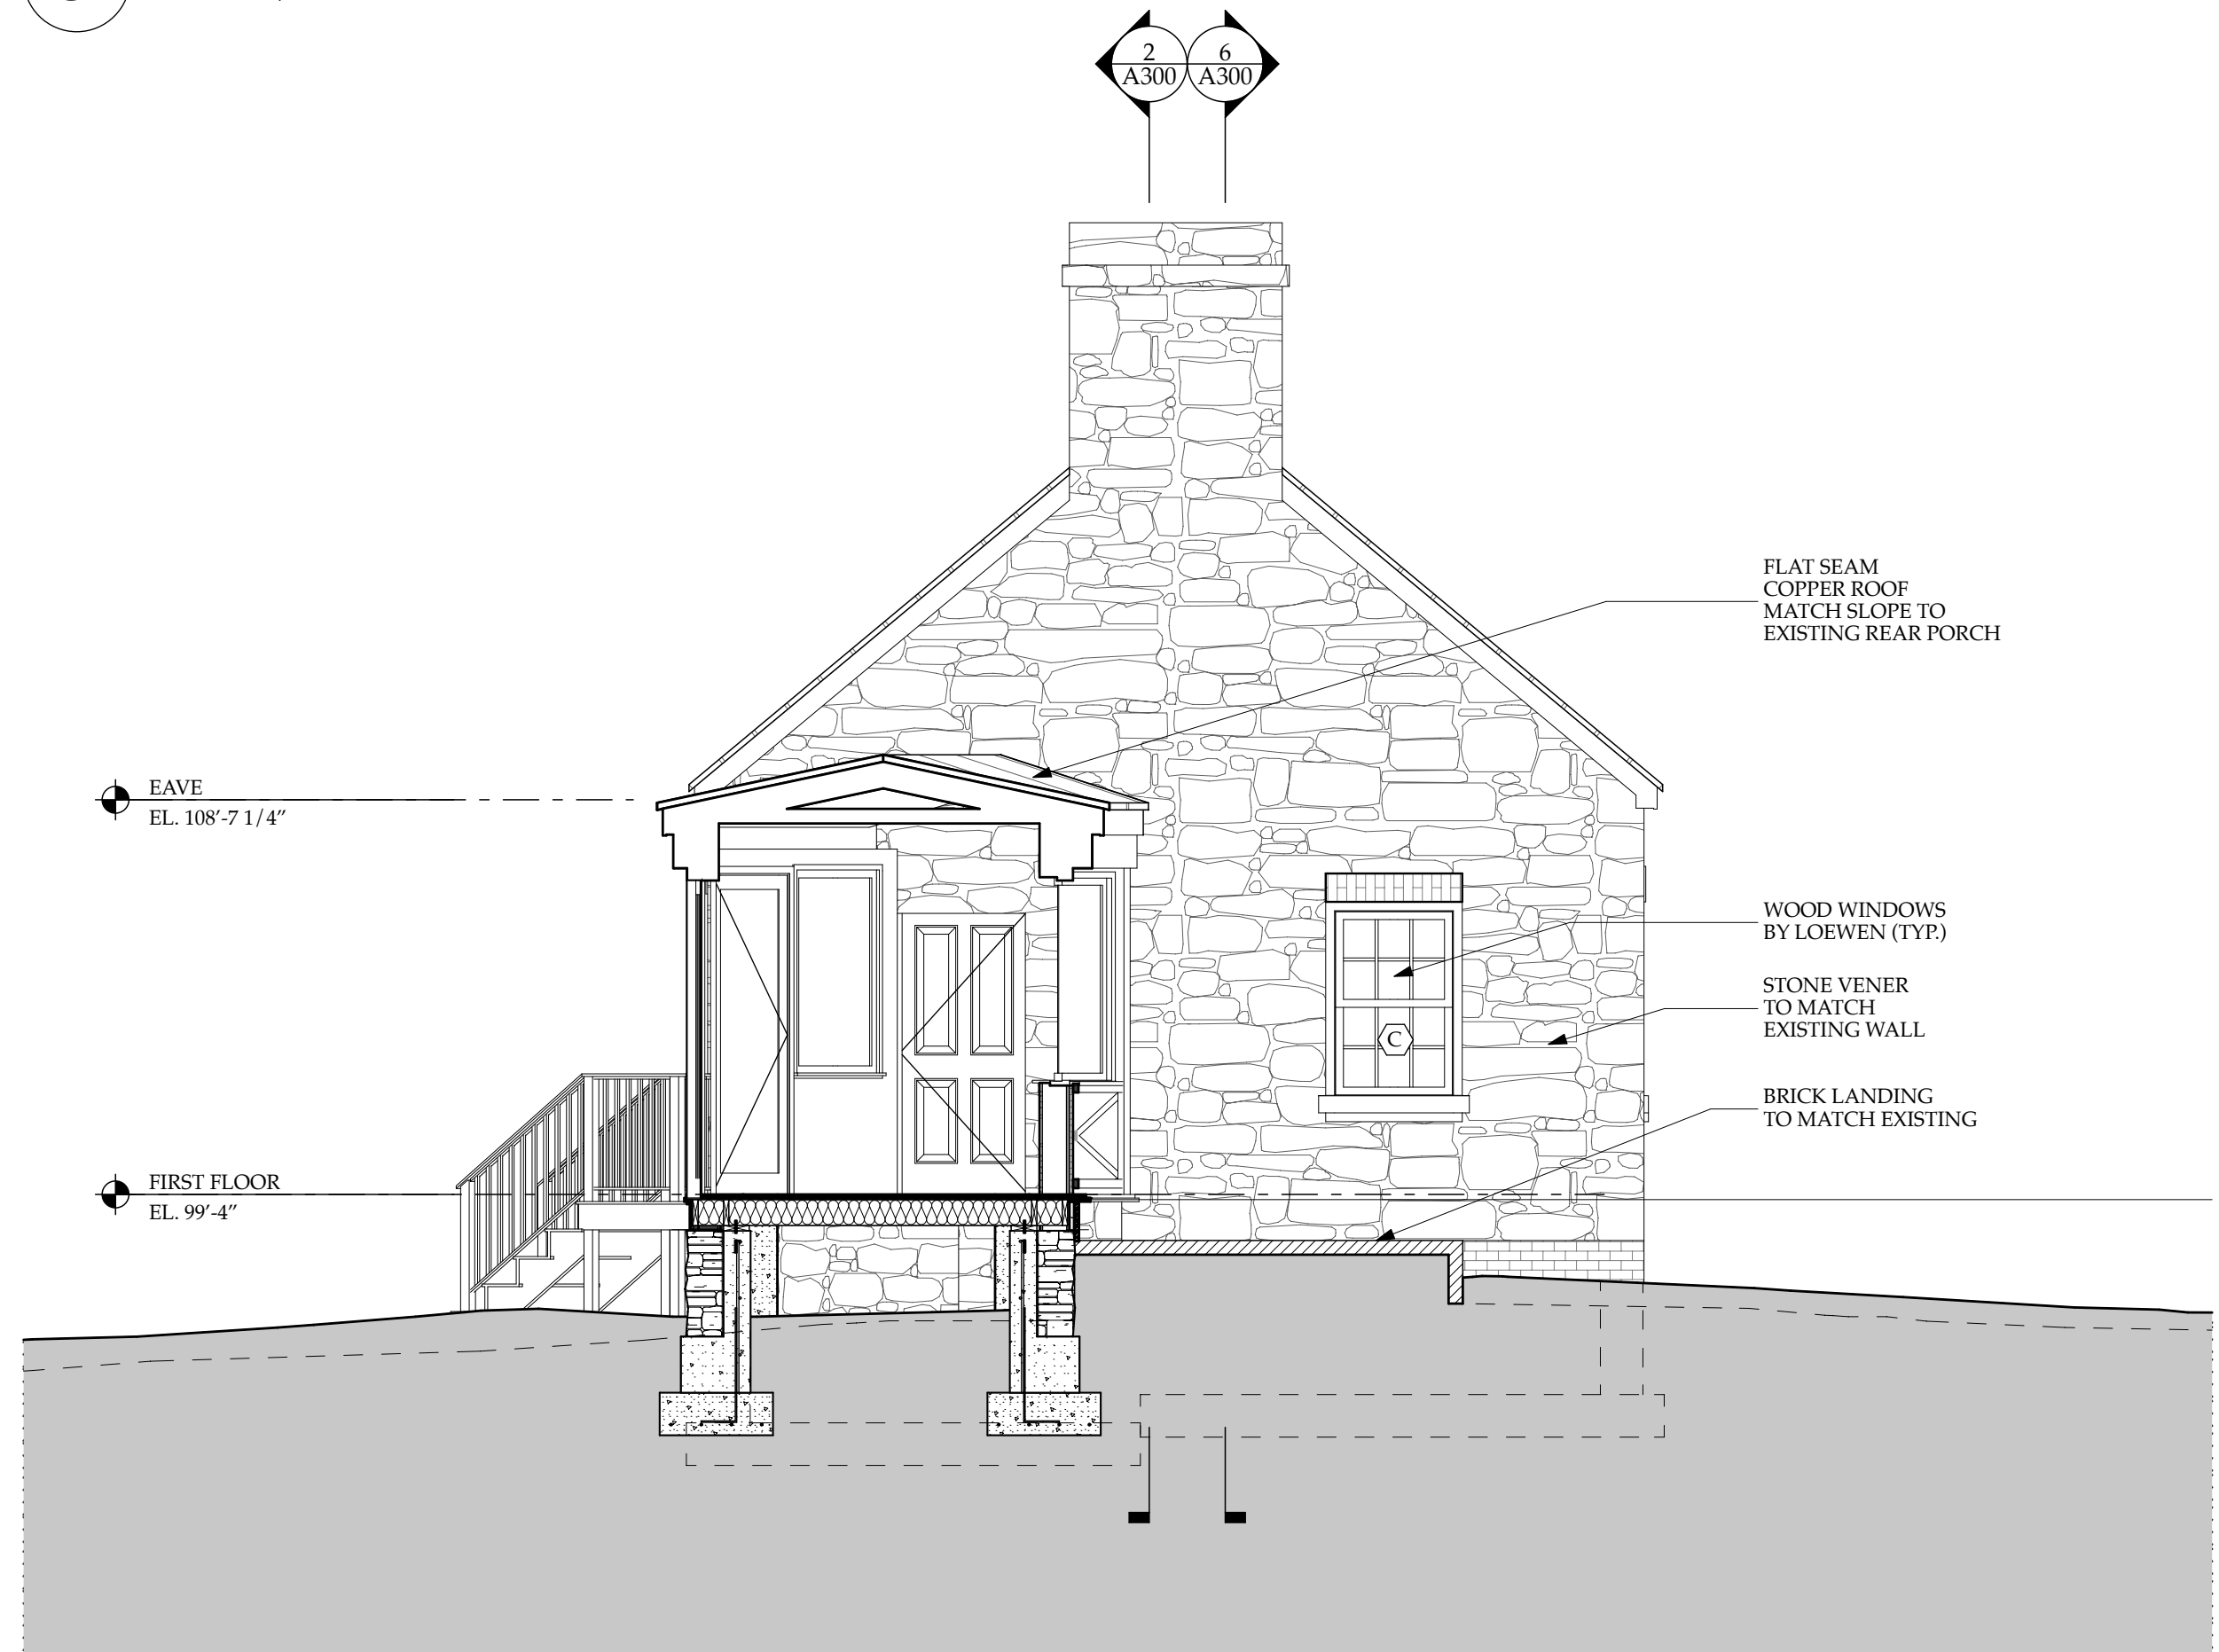 2
A300
6
A300
FLAT SEAM
COPPER ROOF
MATCH SLOPE TO
EXISTING REAR PORCH
EAVE
EL. 108'-7 1/4"
WOOD WINDOWS
BY LOEWEN (TYP.)
STONE VENER
TO MATCH
EXISTING WALL
C
BRICK LANDING
TO MATCH EXISTING
FIRST FLOOR
EL. 99'-4"